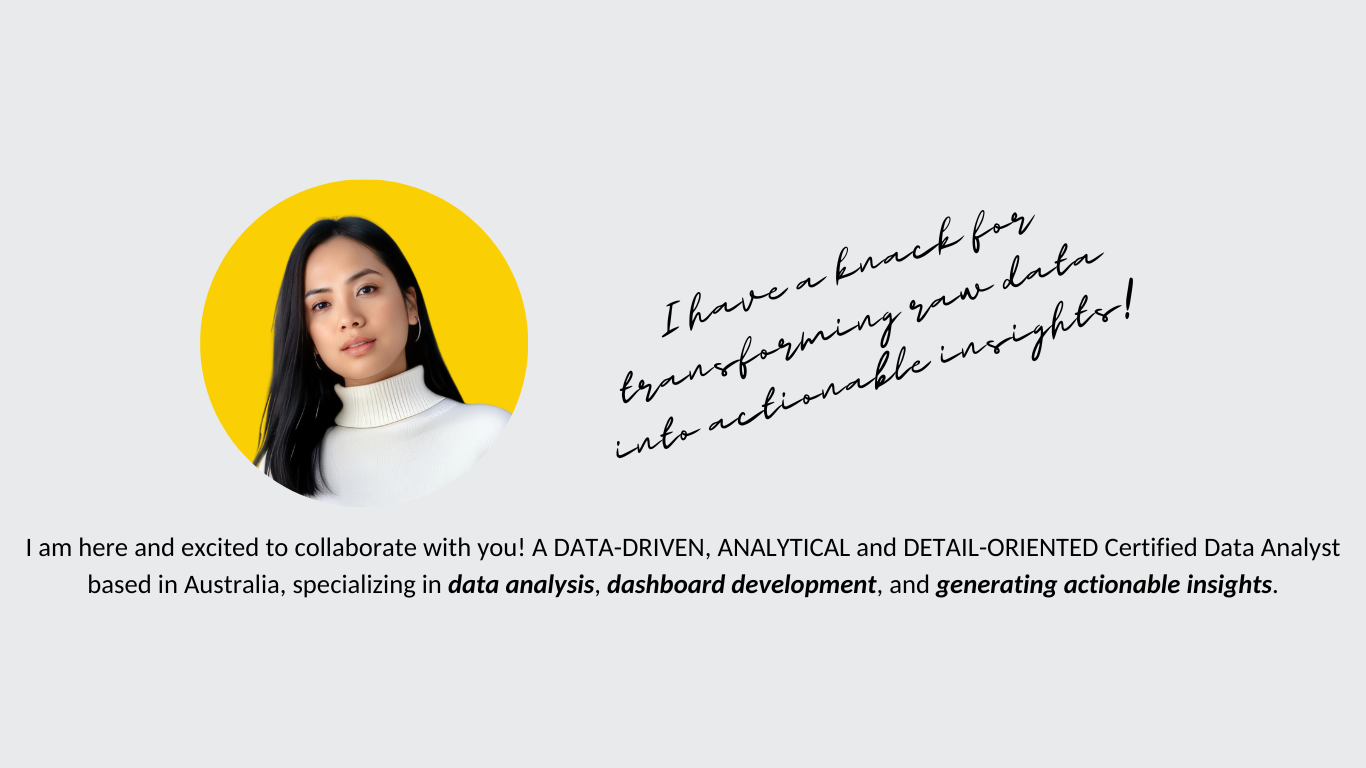 I have a knack for
transforming raw data
into actionable insights!
I am here and excited to collaborate with you! A DATA-DRIVEN, ANALYTICAL and DETAIL-ORIENTED Certified Data Analyst
based in Australia, specializing in data analysis, dashboard development, and generating actionable insights.